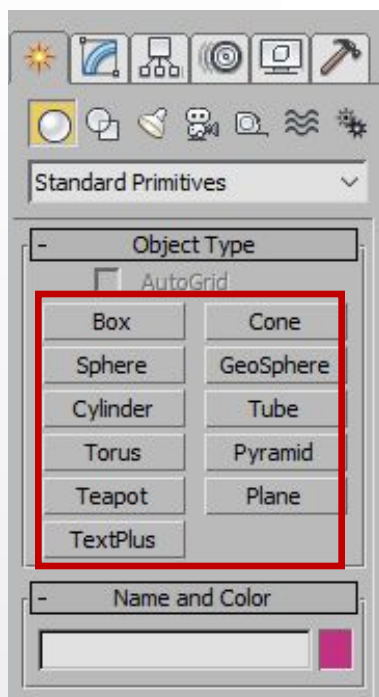 Standard Primitives
- Object Type
AutoGrid
Box Cone
Sphere GeoSphere
Cylinder Tube
Torus Pyramid
Teapot Plane
TextPlus
- Name and Color